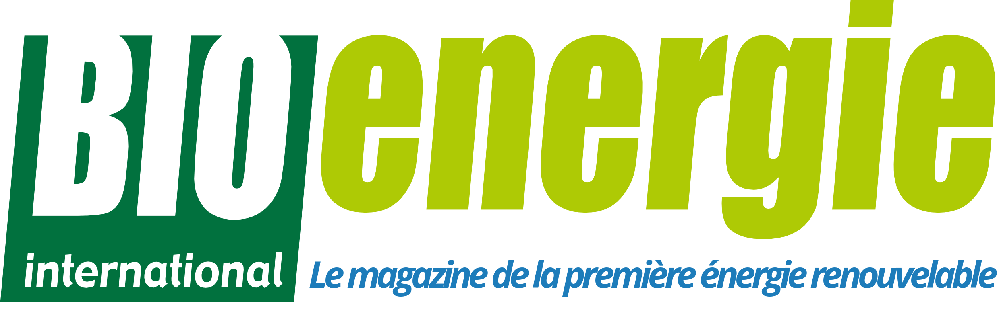 BIOenergie
international
Le magazine de la première énergie renouvelable